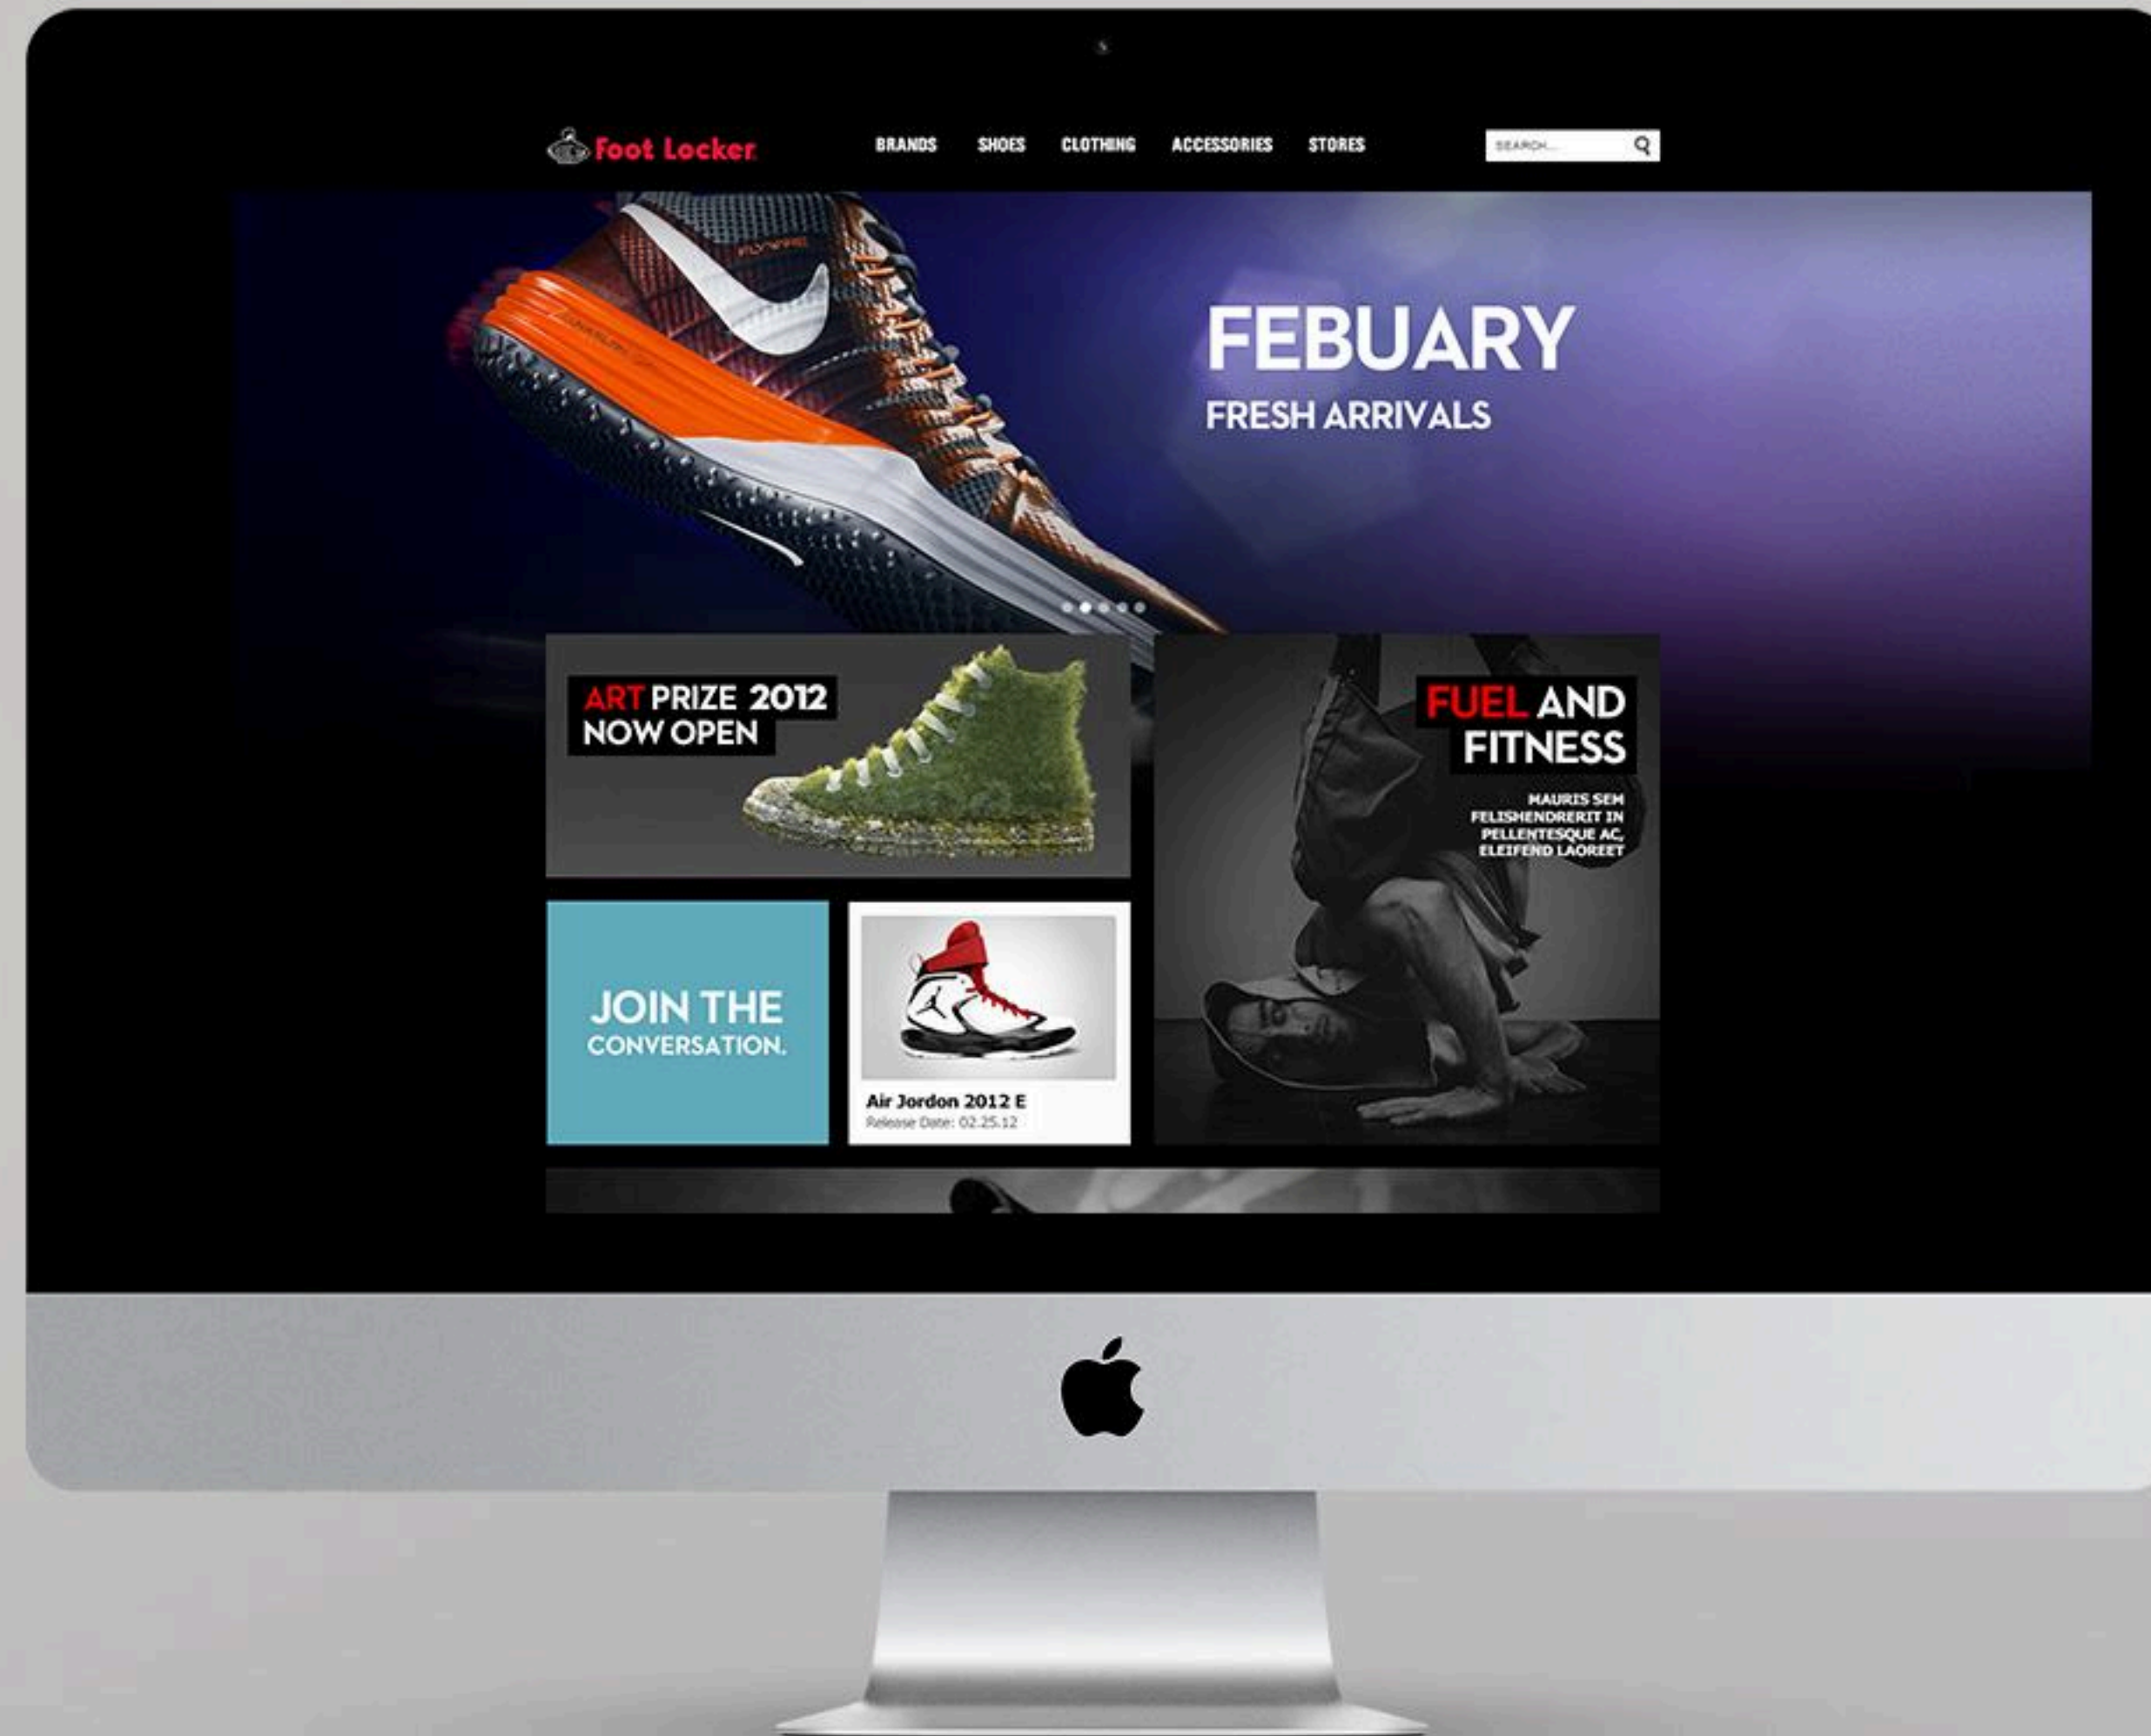 Foot Locker
BRANDS SHOES CLOTHING ACCESSORIES STORES
SEARCH...
FLYWIRE
FEBUARY
FRESH ARRIVALS
ART PRIZE 2012
NOW OPEN
FUEL AND
FITNESS
MAURIS SEM
FELISHENDRERIT IN
PELLENTESQUE AC,
ELEIFEND LAOREET
JOIN THE
CONVERSATION.
Air Jordon 2012 E
Release Date: 02.25.12